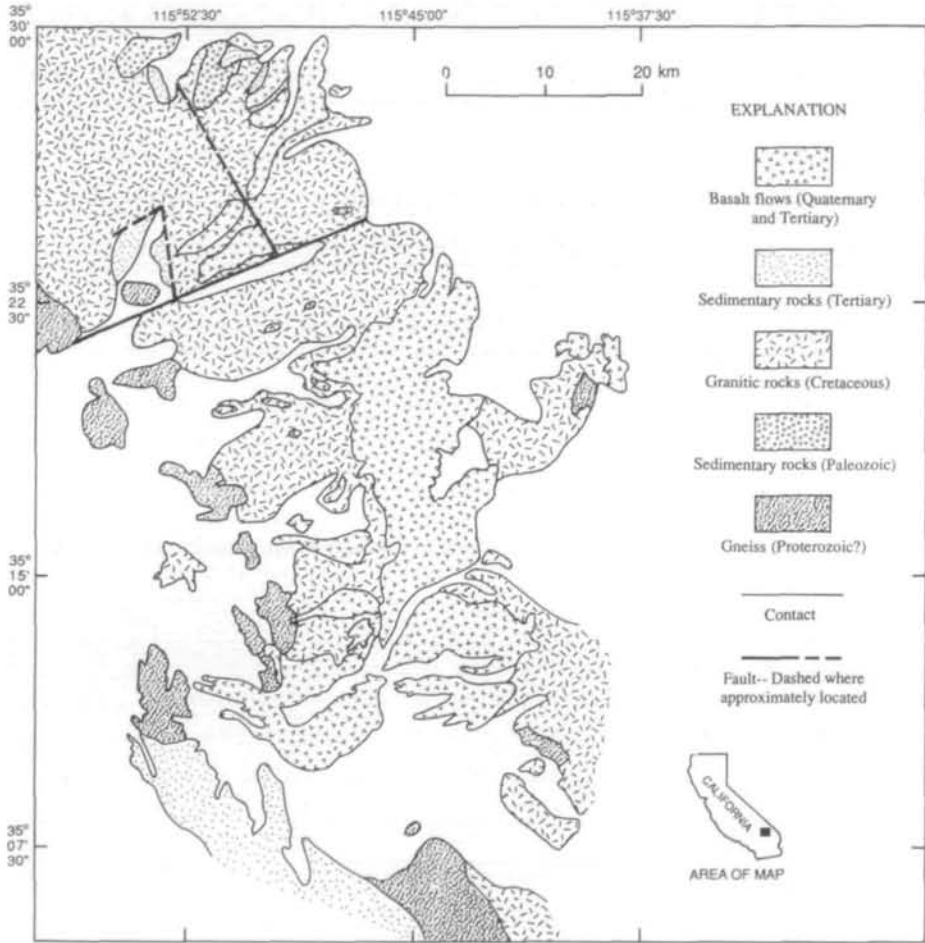 35°
30'
00"
115°52'30"
115°45'00"
115°37'30"
0 10 20 km
EXPLANATION
Basalt flows (Quaternary
and Tertiary)
35°
22'
30"
Sedimentary rocks (Tertiary)
Granitic rocks (Cretaceous)
Sedimentary rocks (Paleozoic)
Gneiss (Proterozoic?)
35°
15'
00"
Contact
Fault-- Dashed where
approximately located
CALIFORNIA
35°
07'
30"
AREA OF MAP